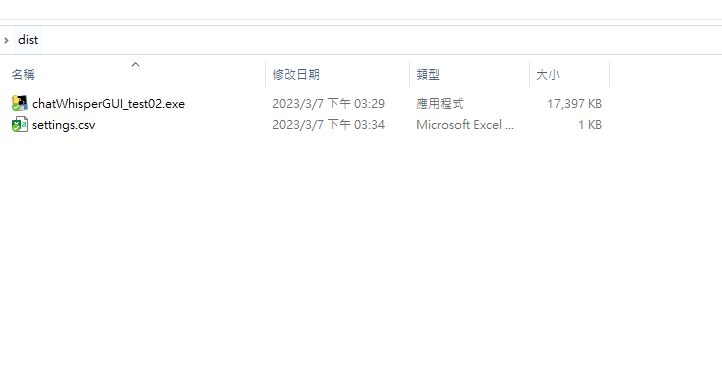 dist
名稱 修改日期 類型 大小
chatWhisperGUI_test02.exe 2023/3/7 下午 03:29 應用程式 17,397 KB
settings.csv 2023/3/7 下午 03:34 Microsoft Excel ... 1 KB